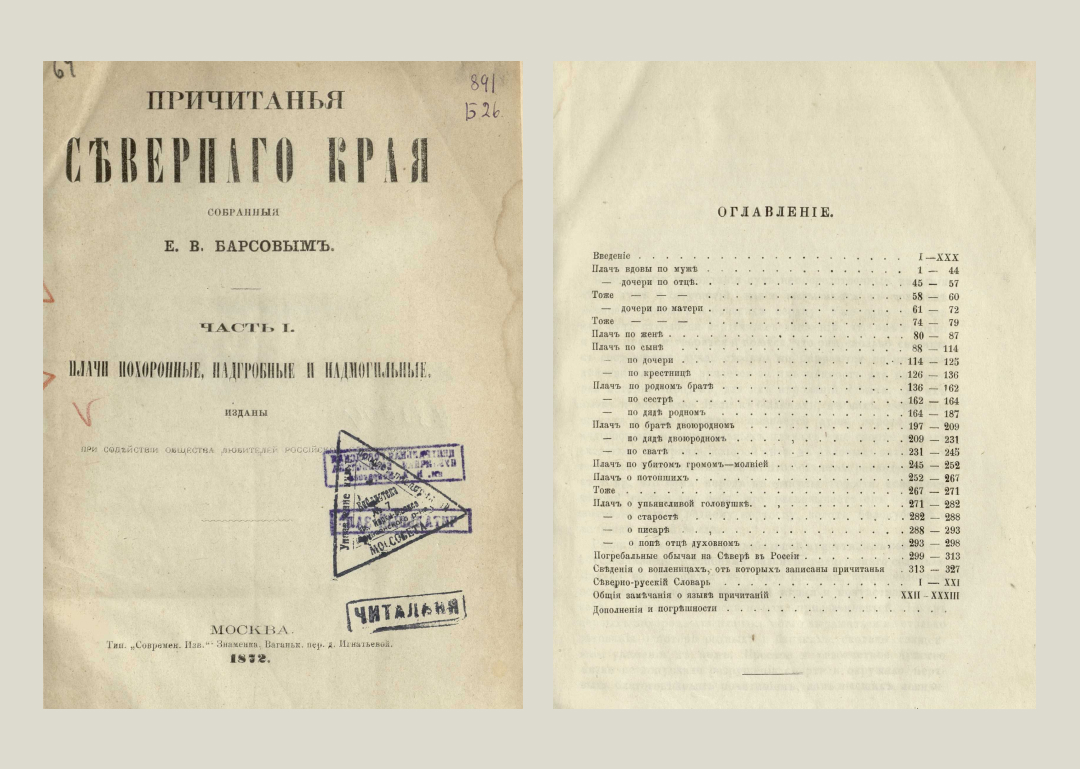 67
891
Б26.
ПРИЧИТАНЬЯ
СѢВЕРНАГО КРАЯ
СОБРАННЫЯ
Е. В. БАРСОВЫМЪ.
ЧАСТЬ I.
ПЛАЧИ ПОХОРОННЫЕ, НАДГРОБНЫЕ И НАДМОГИЛЬНЫЕ.
ИЗДАНЫ
ПРИ СОДѢЙСТВІИ ОБЩЕСТВА ЛЮБИТЕЛЕЙ
МОССОВЕТА
ЧИТАЛЬНЯ
МОСКВА.
Тип. „Современ. Изв.“ Знаменка, Ваганьк. пер. д. Игнатьевой.
1872.
ОГЛАВЛЕНІЕ.
Введеніе . . . I —XXX
Плачъ вдовы по мужѣ . . . 1 — 44
— дочери по отцѣ. . . . 45 — 57
Тоже — — — . . . 58 — 60
— дочери по матери . . . 61 — 72
Тоже — — — . . . 74 — 79
Плачъ по женѣ . . . 80 — 87
Плачъ по сынѣ . . . 88 — 114
— по дочери . . . 114 — 125
— по крестницѣ . . . 126 — 136
Плачъ по родномъ братѣ . . . 136 — 162
— по сестрѣ . . . 162 — 164
— по дядѣ родномъ . . . 164 — 187
Плачъ по братѣ двоюродномъ . . . 197 — 209
— по дядѣ двоюродномъ . . . 209 — 231
— по сватѣ . . . 231 — 245
Плачъ по убитомъ громомъ—молвіей . . . 245 — 252
Плачъ о потопшихъ . . . 252 — 267
Тоже . . . 267 — 271
Плачъ о упьянсливой головушкѣ. . . . 271 — 282
— о старостѣ . . . 282 — 288
— о писарѣ . . . 288 — 293
— о попѣ отцѣ духовномъ . . . 293 — 298
Погребальные обычаи на Сѣверѣ въ Россіи . . . 299 — 313
Свѣдѣнія о вопленицахъ, отъ которыхъ записаны причитанья . 313 — 327
Сѣверно-русскій Словарь . . . I — XXI
Общія замѣчанія о языкѣ причитаній . . . XXII - XXXIII
Дополненія и погрѣшности . . .